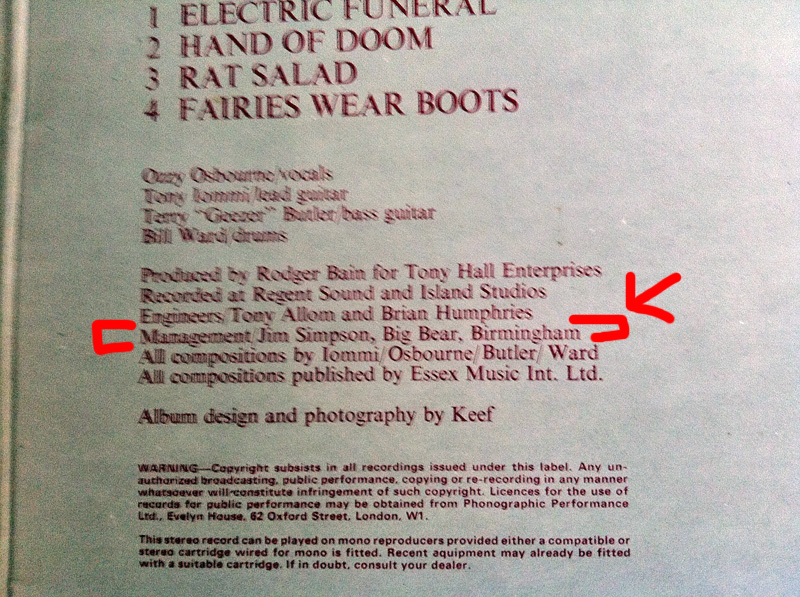 1 ELECTRIC FUNERAL
2 HAND OF DOOM
3 RAT SALAD
4 FAIRIES WEAR BOOTS
Ozzy Osbourne/vocals
Tony Iommi/lead guitar
Terry "Geezer" Butler/bass guitar
Bill Ward/drums
Produced by Rodger Bain for Tony Hall Enterprises
Recorded at Regent Sound and Island Studios
Engineers/Tony Allom and Brian Humphries
Management/Jim Simpson, Big Bear, Birmingham
All compositions by Iommi/Osbourne/Butler/Ward
All compositions published by Essex Music Int. Ltd.
Album design and photography by Keef
WARNING—Copyright subsists in all recordings issued under this label. Any un-
authorized broadcasting, public performance, copying or re-recording in any manner
whatsoever will constitute infringement of such copyright. Licences for the use of
records for public performance may be obtained from Phonographic Performance
Ltd., Evelyn House, 62 Oxford Street, London, W1.
This stereo record can be played on mono reproducers provided either a compatible or
stereo cartridge wired for mono is fitted. Recent aquipment may already be fitted
with a suitable cartridge. If in doubt, consult your dealer.